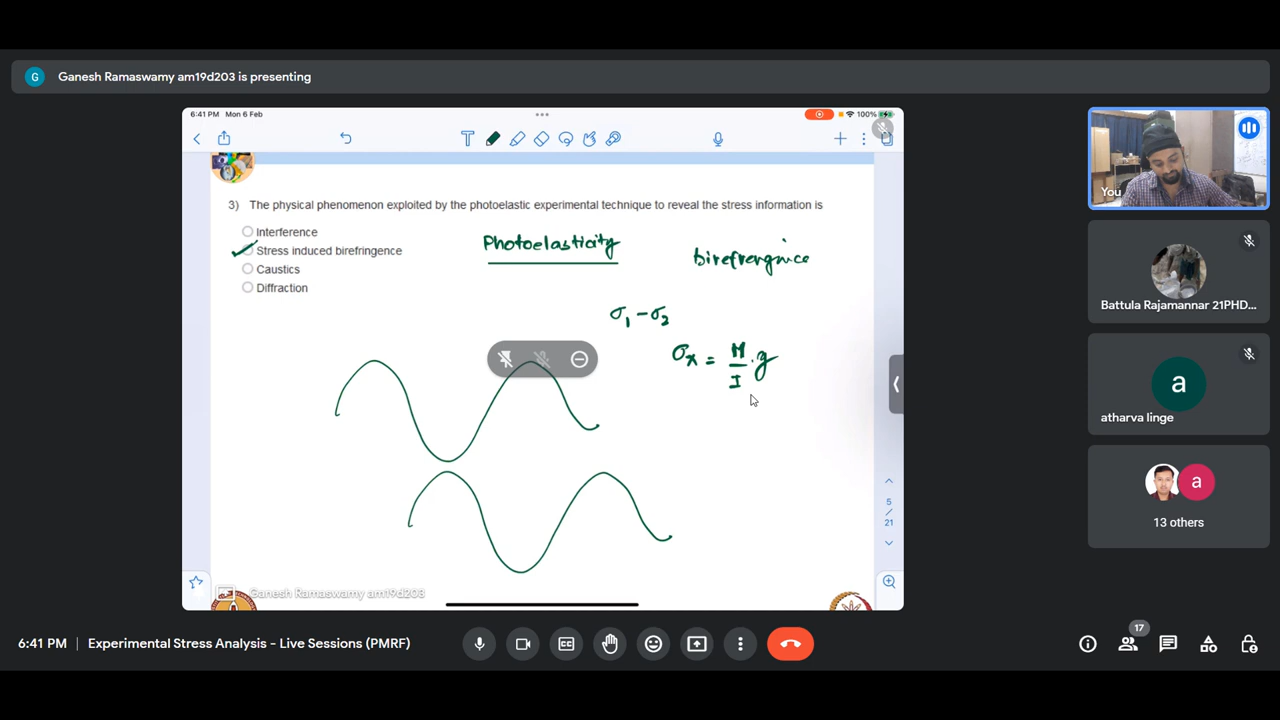 Ganesh Ramaswamy am19d203 is presenting
6:41 PM Mon 6 Feb
100%
3) The physical phenomenon exploited by the photoelastic experimental technique to reveal the stress information is
Interference
Stress induced birefringence
Caustics
Diffraction
Photoelasticity
birefrergnice
σ1 - σ2
σx = M/I · y
5
/
21
Ganesh Ramaswamy am19d203
You
Battula Rajamannar 21PHD...
a
atharva linge
a
13 others
6:41 PM | Experimental Stress Analysis - Live Sessions (PMRF)
17